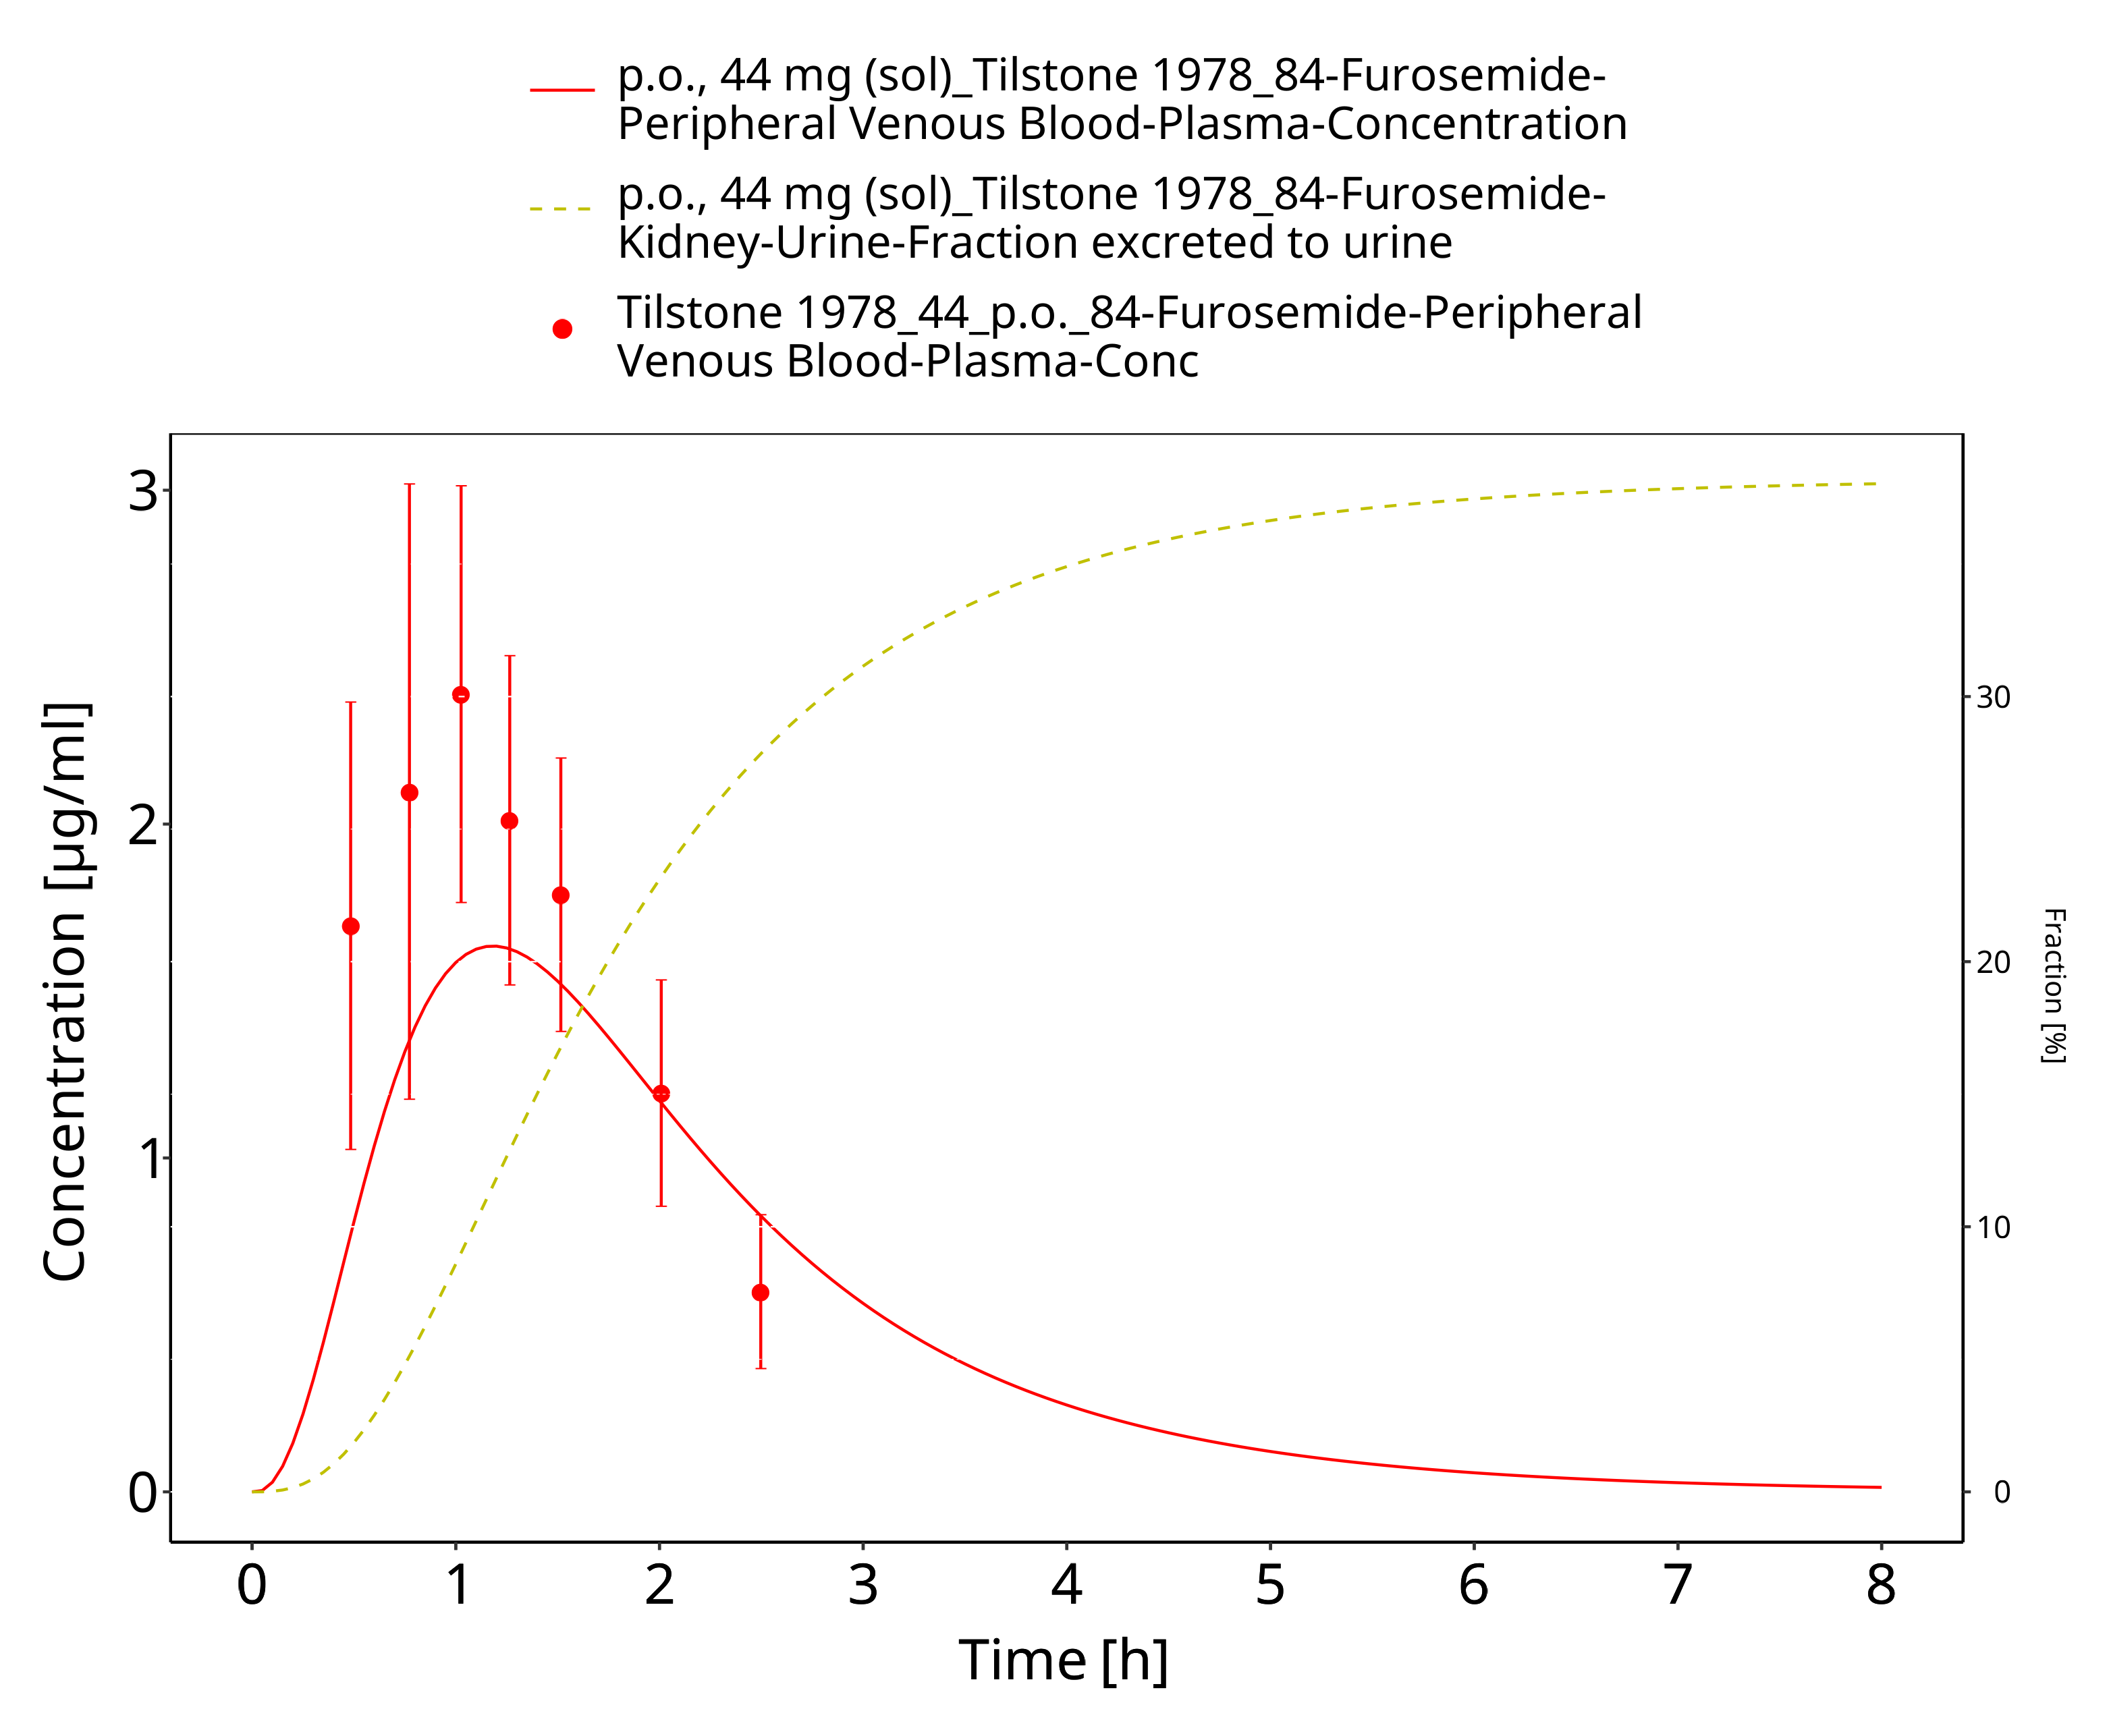 p.o., 44 mg (sol)_Tilstone 1978_84-Furosemide-
Peripheral Venous Blood-Plasma-Concentration
p.o., 44 mg (sol)_Tilstone 1978_84-Furosemide-
Kidney-Urine-Fraction excreted to urine
Tilstone 1978_44_p.o._84-Furosemide-Peripheral
Venous Blood-Plasma-Conc
Concentration [µg/ml]
3
2
1
0
30
20
10
0
Fraction [%]
0 1 2 3 4 5 6 7 8
Time [h]